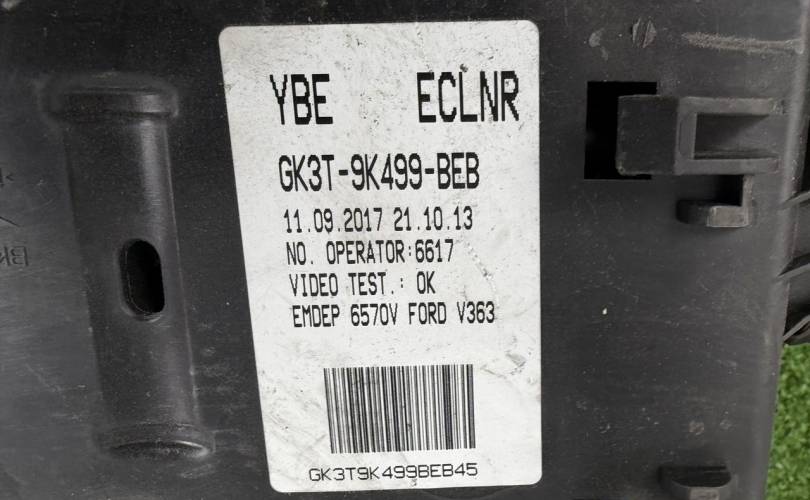 YBE ECLNR
GK3T-9K499-BEB
11.09.2017 21.10.13
NO. OPERATOR:6617
VIDEO TEST.: OK
EMDEP 6570V FORD V363
GK3T9K499BEB45